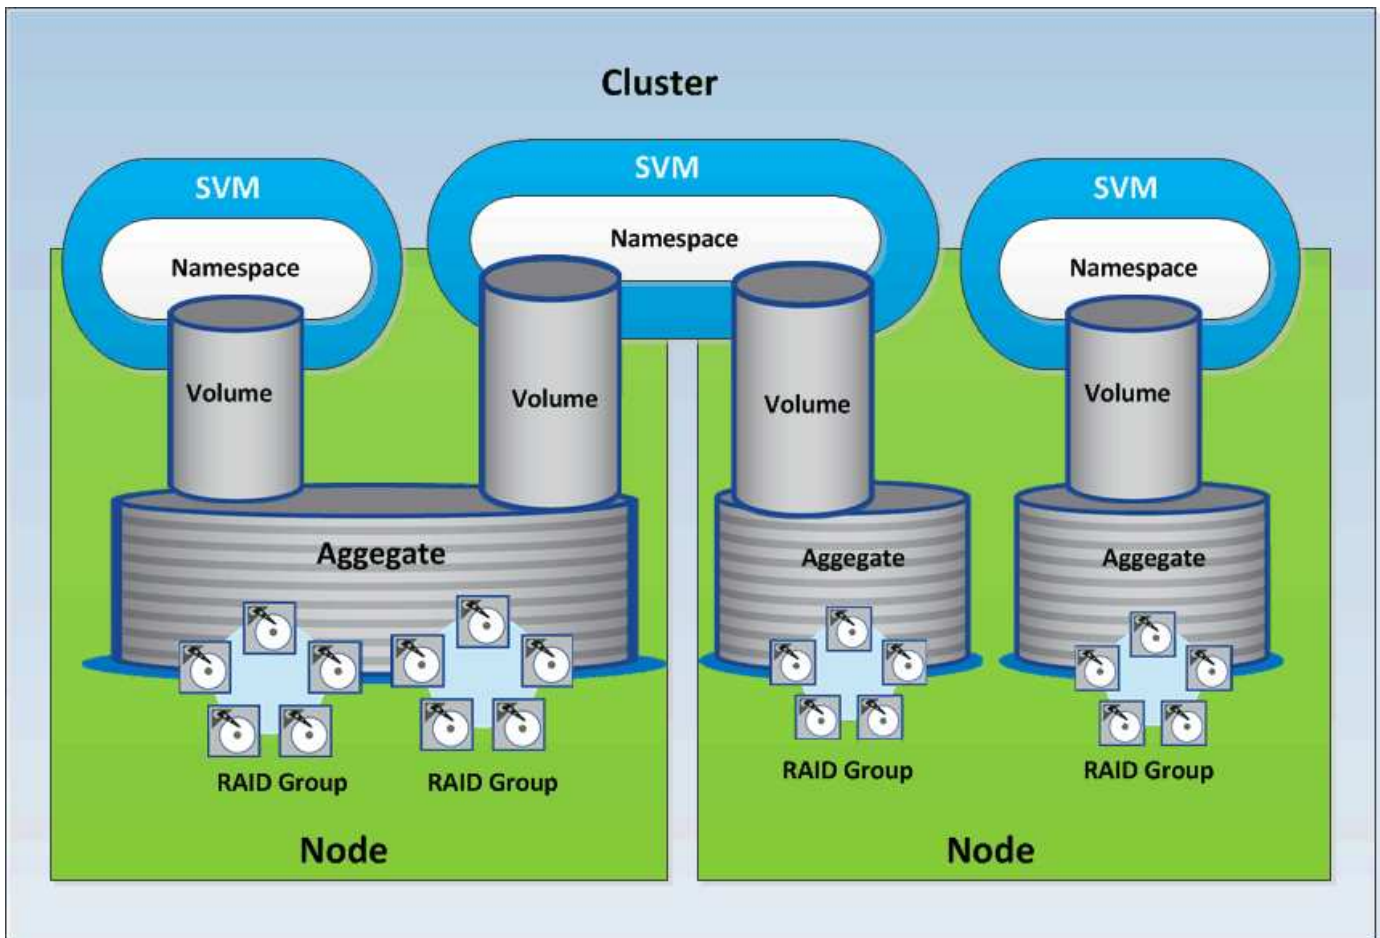 Cluster
SVM
SVM
SVM
Namespace
Namespace
Namespace
Volume
Volume
Volume
Volume
Aggegate
Aggegate
Aggegate
RAID Group
RAID Group
RAID Group
RAID Group
Node
Node